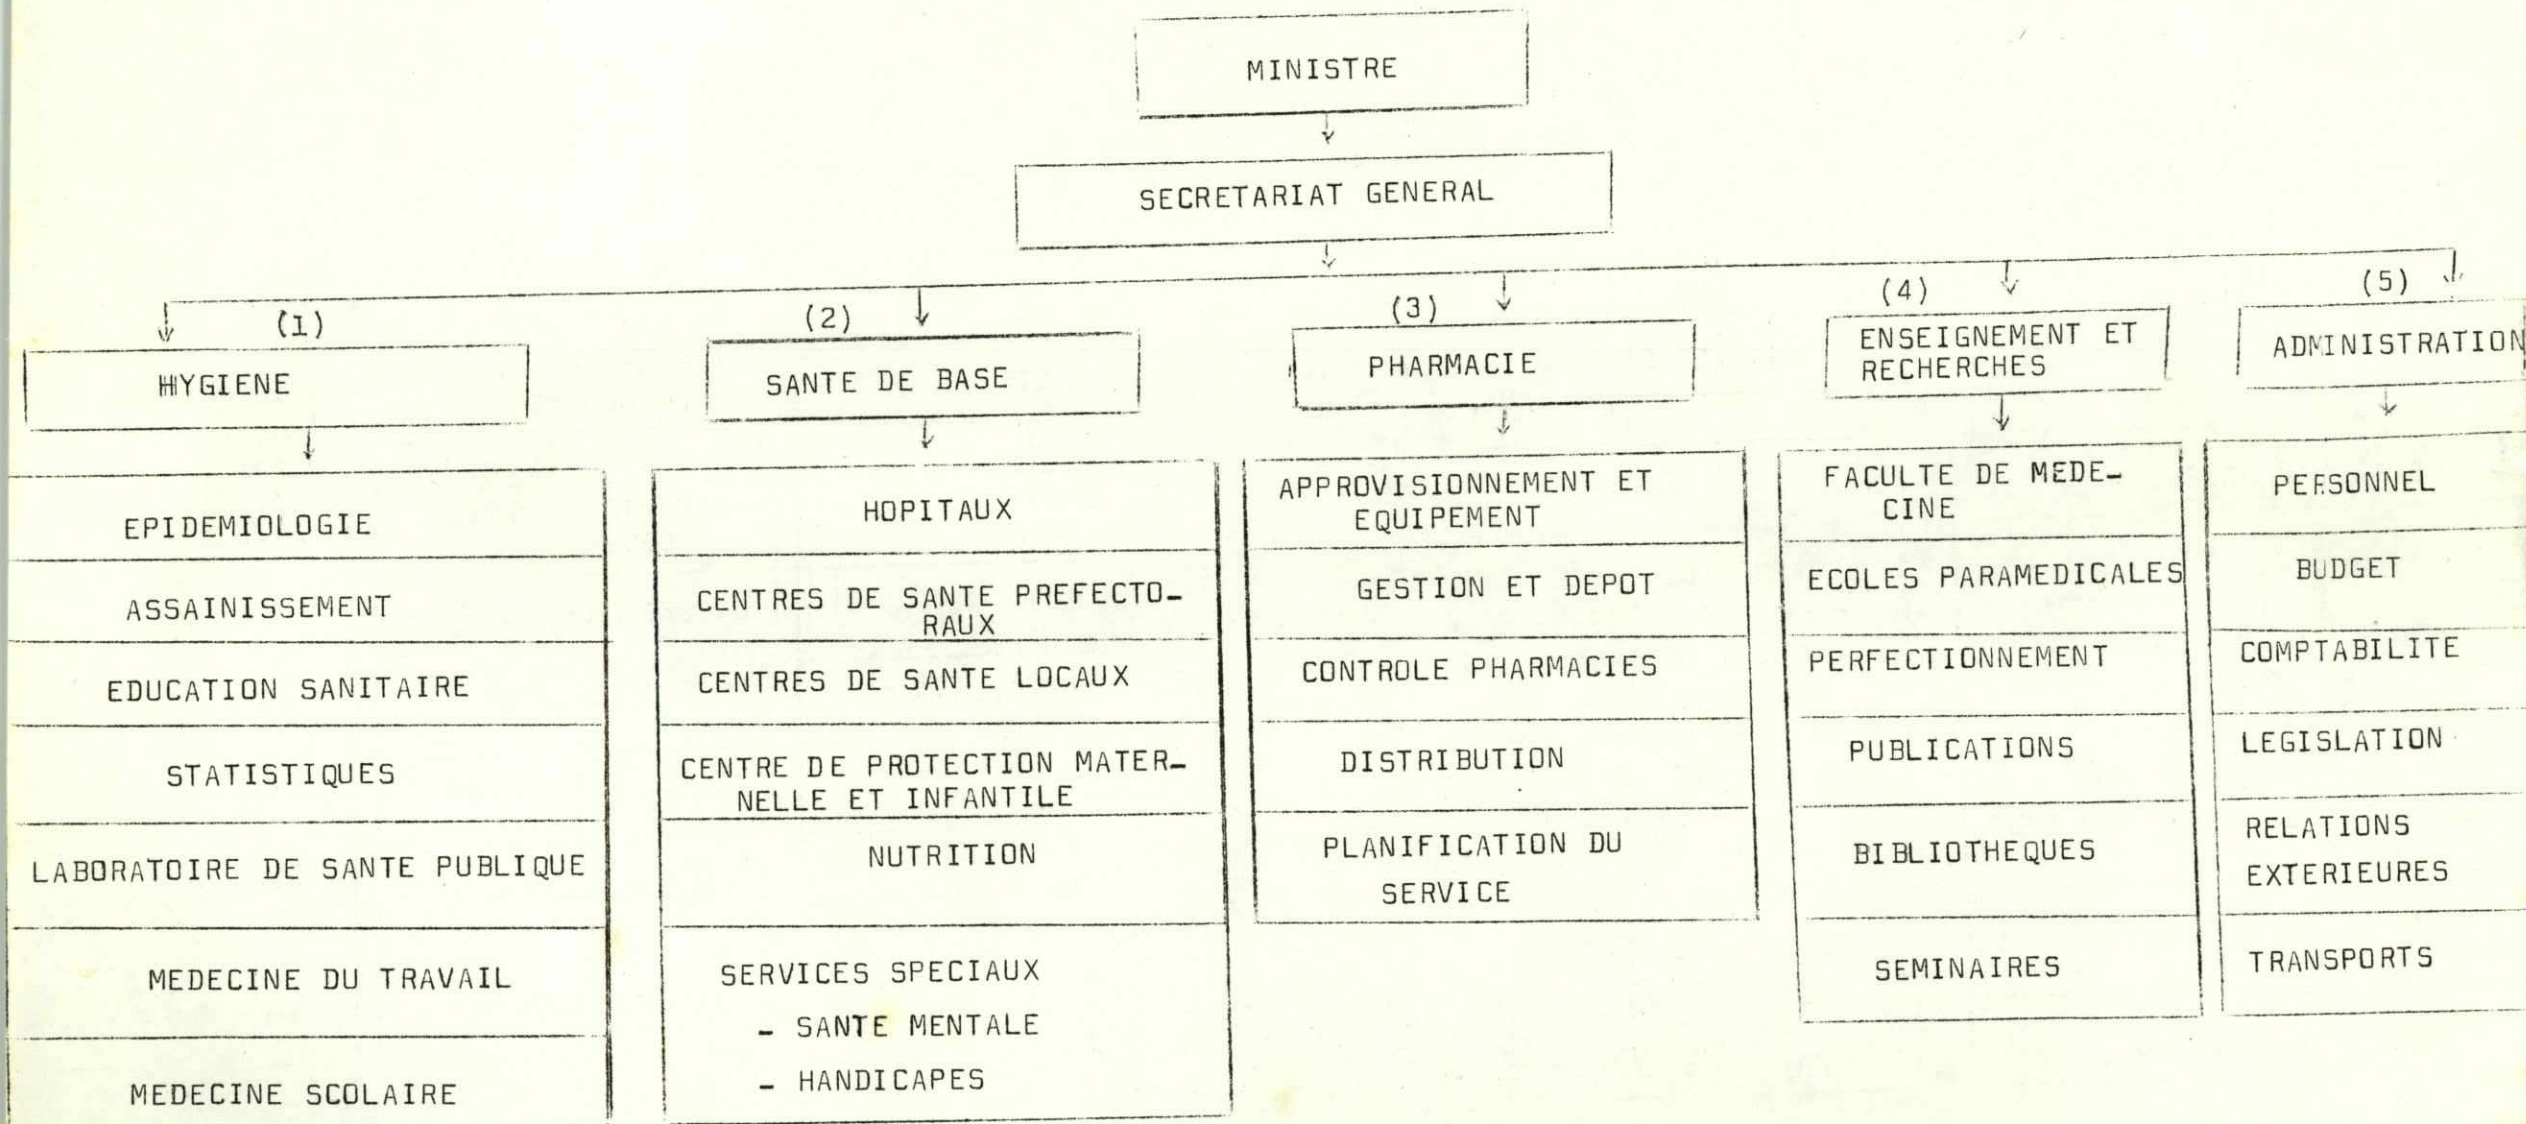 MINISTRE
SECRETARIAT GENERAL
(1)
HYGIENE
EPIDEMIOLOGIE
ASSAINISSEMENT
EDUCATION SANITAIRE
STATISTIQUES
LABORATOIRE DE SANTE PUBLIQUE
MEDECINE DU TRAVAIL
MEDECINE SCOLAIRE
(2)
SANTE DE BASE
HOPITAUX
CENTRES DE SANTE PREFECTO-
RAUX
CENTRES DE SANTE LOCAUX
CENTRE DE PROTECTION MATER-
NELLE ET INFANTILE
NUTRITION
SERVICES SPECIAUX
- SANTE MENTALE
- HANDICAPES
(3)
PHARMACIE
APPROVISIONNEMENT ET
EQUIPEMENT
GESTION ET DEPOT
CONTROLE PHARMACIES
DISTRIBUTION
PLANIFICATION DU
SERVICE
(4)
ENSEIGNEMENT ET
RECHERCHES
FACULTE DE MEDE-
CINE
ECOLES PARAMEDICALES
PERFECTIONNEMENT
PUBLICATIONS
BIBLIOTHEQUES
SEMINAIRES
(5)
ADMINISTRATION
PERSONNEL
BUDGET
COMPTABILITE
LEGISLATION
RELATIONS
EXTERIEURES
TRANSPORTS